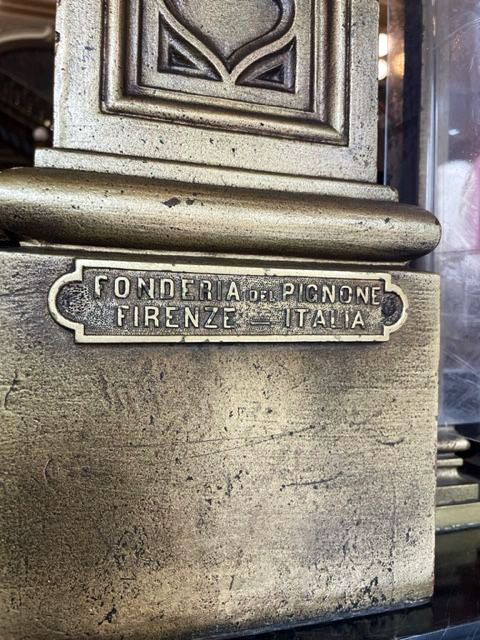 FONDERIA DEL PIGNONE
FIRENZE — ITALIA